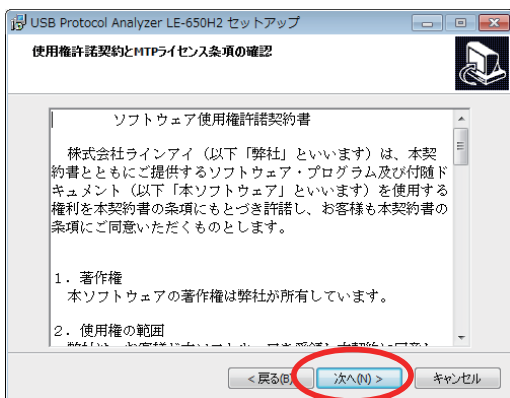 USB Protocol Analyzer LE-650H2 セットアップ
使用権許諾契約とMTPライセンス条項の確認
ソフトウェア使用権許諾契約書
株式会社ラインアイ（以下「弊社」といいます）は、本契
約書とともにご提供するソフトウェア・プログラム及び付随ド
キュメント（以下「本ソフトウェア」といいます）を使用する
権利を本契約書の条項にもとづき許諾し、お客様も本契約書の
条項にご同意いただくものとします。
1．著作権
本ソフトウェアの著作権は弊社が所有しています。
2．使用権の範囲
< 戻る(B)
次へ(N) >
キャンセル